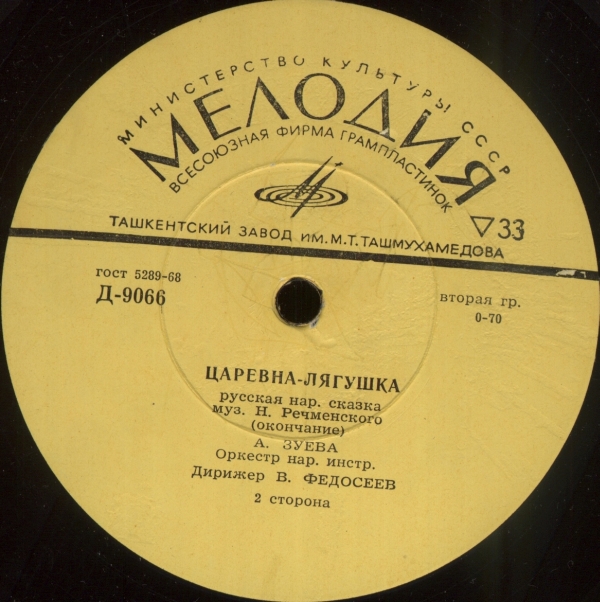 МИНИСТЕРСТВО КУЛЬТУРЫ СССР
МЕЛОДИЯ
ВСЕСОЮЗНАЯ ФИРМА ГРАМПЛАСТИНОК
33
ТАШКЕНТСКИЙ ЗАВОД ИМ. М.Т. ТАШМУХАМЕДОВА
гост 5289-68
Д-9066
вторая гр.
0-70
ЦАРЕВНА-ЛЯГУШКА
русская нар. сказка
муз. Н. Речменского
(окончание)
А. ЗУЕВА
Оркестр нар. инстр.
Дирижер В. ФЕДОСЕЕВ
2 сторона